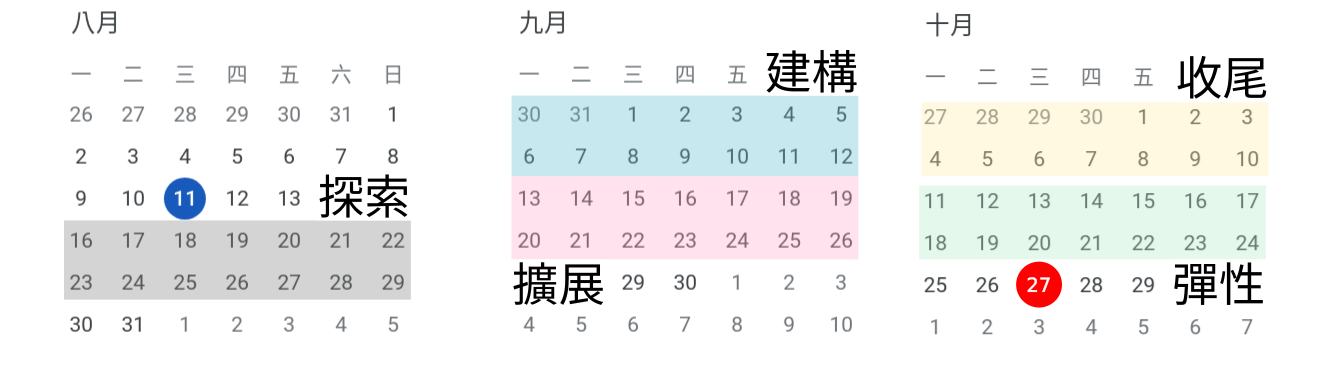 八月
一 二 三 四 五 六 日
26 27 28 29 30 31 1
2 3 4 5 6 7 8
9 10 11 12 13 探索
16 17 18 19 20 21 22
23 24 25 26 27 28 29
30 31 1 2 3 4 5
九月
一 二 三 四 五 建構
30 31 1 2 3 4 5
6 7 8 9 10 11 12
13 14 15 16 17 18 19
20 21 22 23 24 25 26
擴展 29 30 1 2 3
4 5 6 7 8 9 10
十月
一 二 三 四 五 收尾
27 28 29 30 1 2 3
4 5 6 7 8 9 10
11 12 13 14 15 16 17
18 19 20 21 22 23 24
25 26 27 28 29 彈性
1 2 3 4 5 6 7